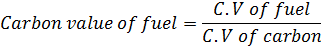 Carbon value of fuel = C.V of fuel / C.V of carbon